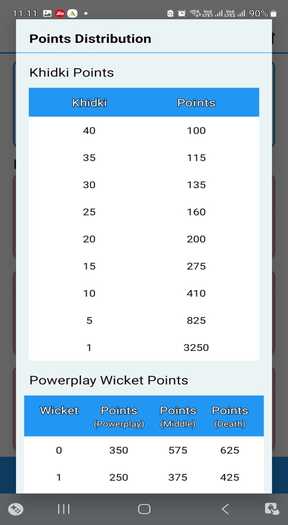 11.11
90%
Points Distribution
Khidki Points
Khidki Points
40 100
35 115
30 135
25 160
20 200
15 275
10 410
5 825
1 3250
Powerplay Wicket Points
Wicket Points Points Points
(Powerplay) (Middle) (Death)
0 350 575 625
1 250 375 425